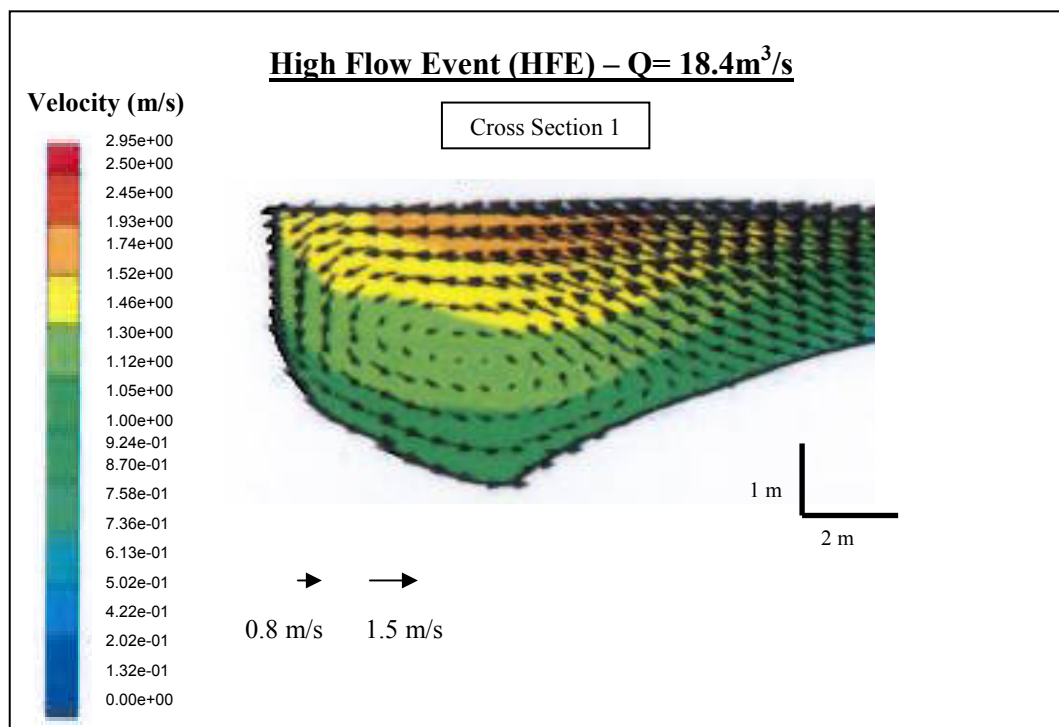 High Flow Event (HFE) – Q= 18.4m³/s
Velocity (m/s)
Cross Section 1
2.95e+00
2.50e+00
2.45e+00
1.93e+00
1.74e+00
1.52e+00
1.46e+00
1.30e+00
1.12e+00
1.05e+00
1.00e+00
9.24e-01
8.70e-01
7.58e-01
7.36e-01
6.13e-01
5.02e-01
4.22e-01
2.02e-01
1.32e-01
0.00e+00
1 m
2 m
0.8 m/s 1.5 m/s